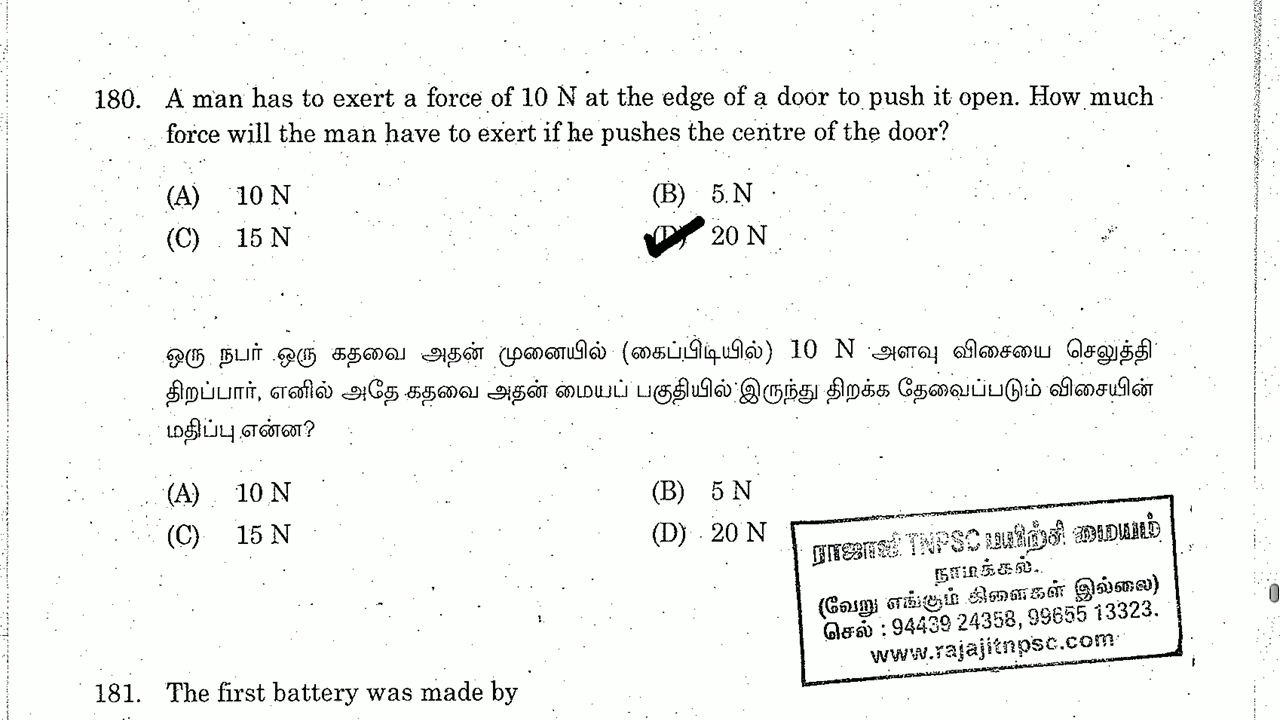 180. A man has to exert a force of 10 N at the edge of a door to push it open. How much
force will the man have to exert if he pushes the centre of the door?
(A) 10 N (B) 5 N
(C) 15 N (D) 20 N
ஒரு நபர் ஒரு கதவை அதன் முனையில் (கைப்பிடியில்) 10 N அளவு விசையை செலுத்தி
திறப்பார், எனில் அதே கதவை அதன் மையப் பகுதியில் இருந்து திறக்க தேவைப்படும் விசையின்
மதிப்பு என்ன?
(A) 10 N (B) 5 N
(C) 15 N (D) 20 N
ராஜாஜி TNPSC பயிற்சி மையம்
நாமக்கல்.
(வேறு எங்கும் கிளைகள் இல்லை)
செல் : 94439 24358, 99655 13323.
www.rajajitnpsc.com
181. The first battery was made by